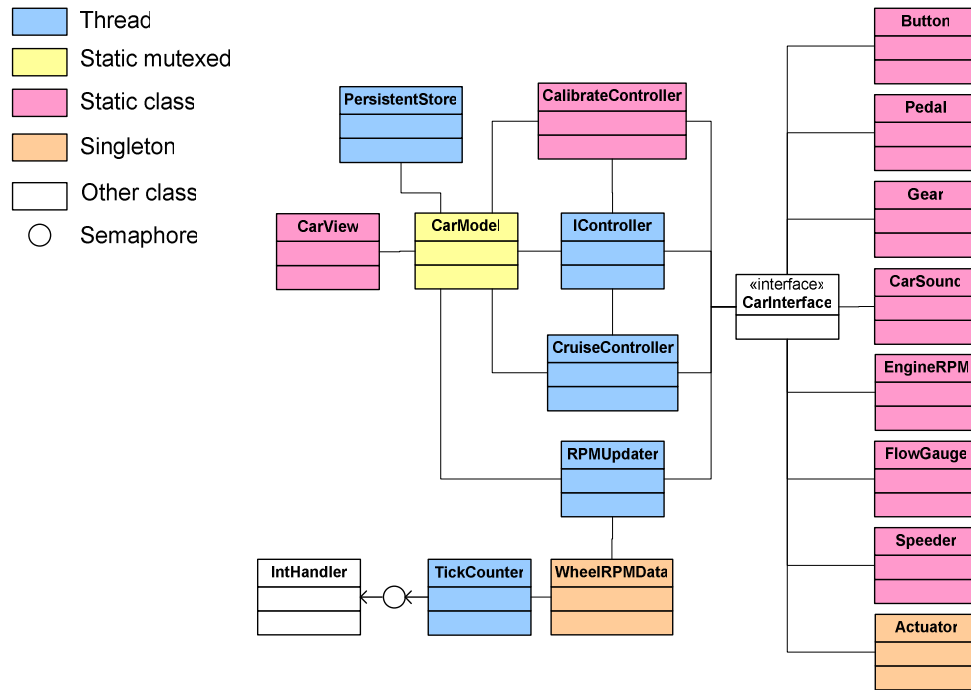 Thread
Static mutexed
Static class
Singleton
Other class
Semaphore
PersistentStore
CalibrateController
CarView
CarModel
IController
CruiseController
RPMUpdater
IntHandler
TickCounter
WheelRPMData
«interface»
CarInterface
Button
Pedal
Gear
CarSound
EngineRPM
FlowGauge
Speeder
Actuator